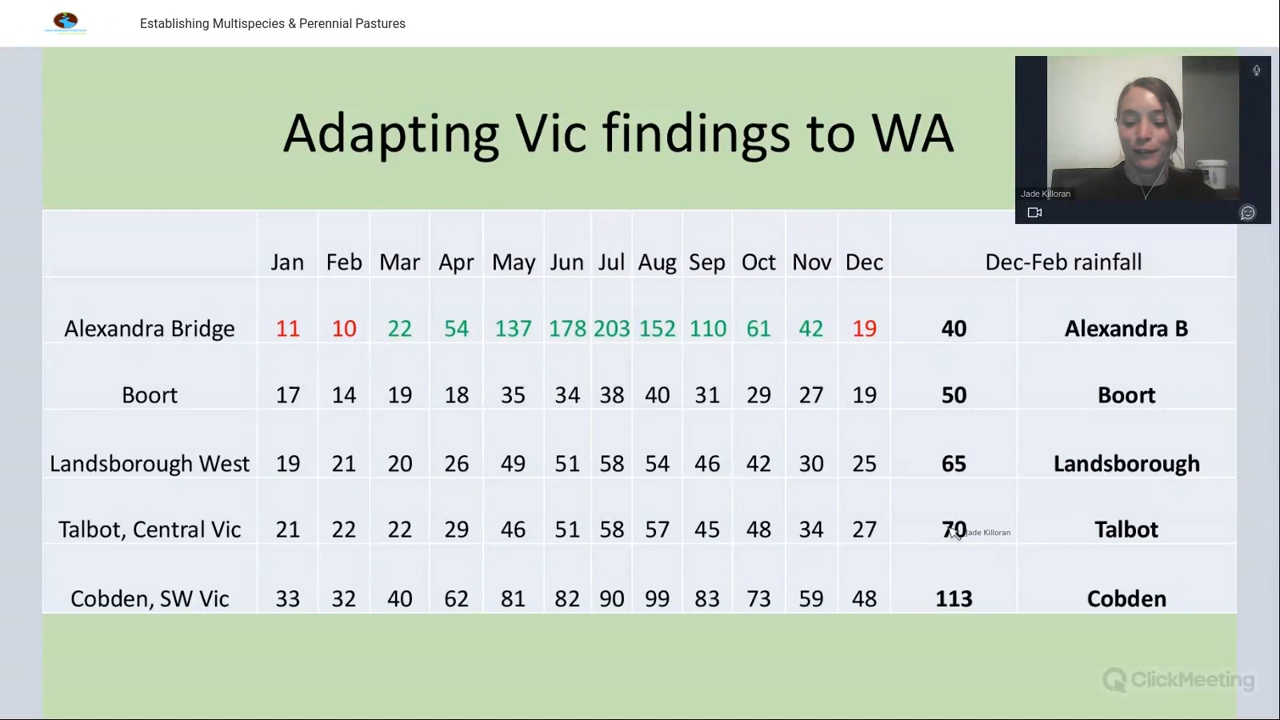 Establishing Multispecies & Perennial Pastures
Adapting Vic findings to WA
Jade Killoran
Jan Feb Mar Apr May Jun Jul Aug Sep Oct Nov Dec Dec-Feb rainfall
Alexandra Bridge 11 10 22 54 137 178 203 152 110 61 42 19 40 Alexandra B
Boort 17 14 19 18 35 34 38 40 31 29 27 19 50 Boort
Landsborough West 19 21 20 26 49 51 58 54 46 42 30 25 65 Landsborough
Talbot, Central Vic 21 22 22 29 46 51 58 57 45 48 34 27 70 Talbot
Jade Killoran
Cobden, SW Vic 33 32 40 62 81 82 90 99 83 73 59 48 113 Cobden
ClickMeeting